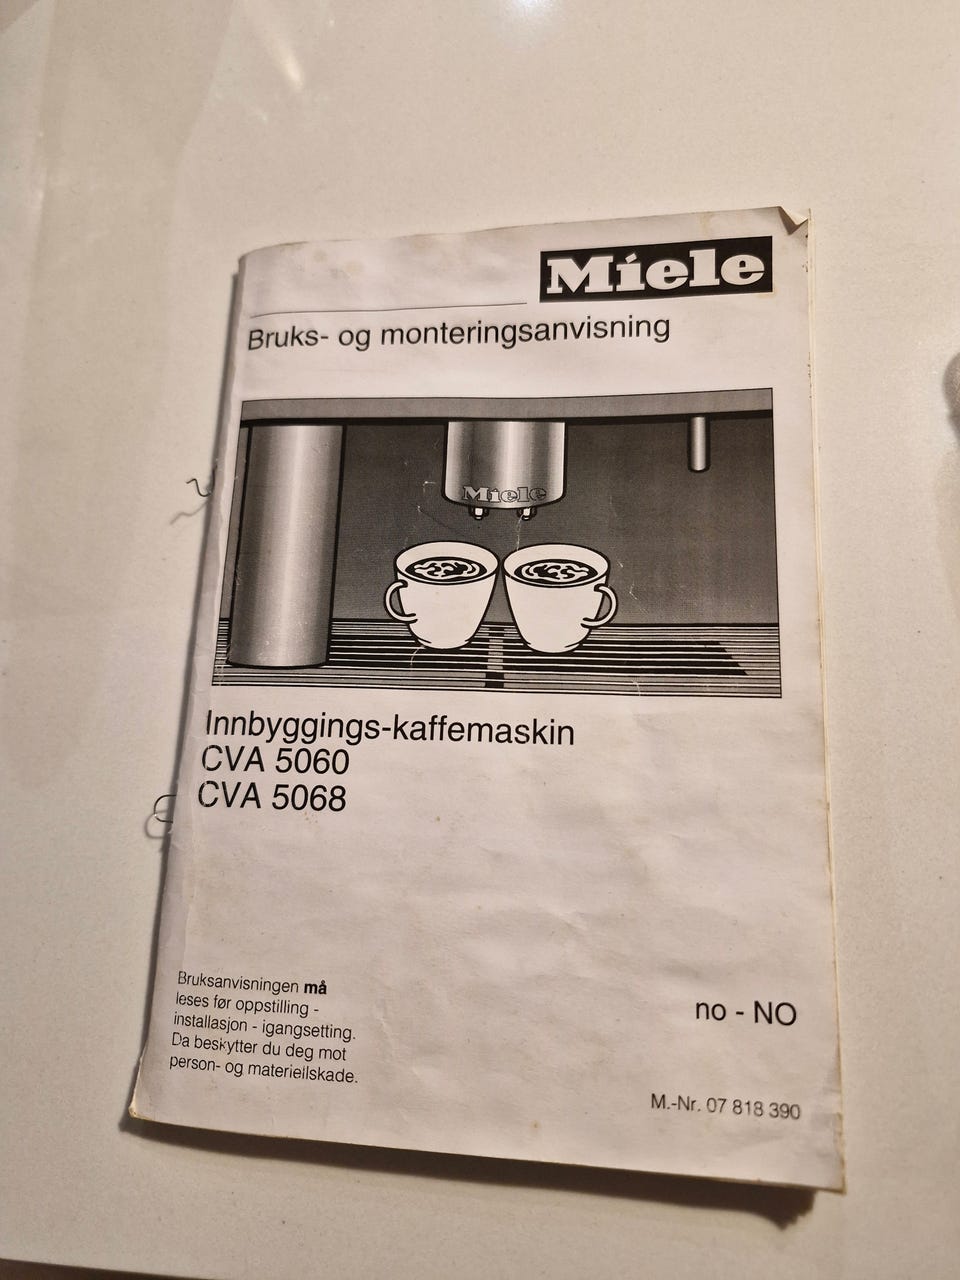 Miele
Bruks- og monteringsanvisning
Miele
Innbyggings-kaffemaskin
CVA 5060
CVA 5068
Bruksanvisningen må
leses før oppstilling -
installasjon - igangsetting.
Da beskytter du deg mot
person- og materiellskade.
no - NO
M.-Nr. 07 818 390